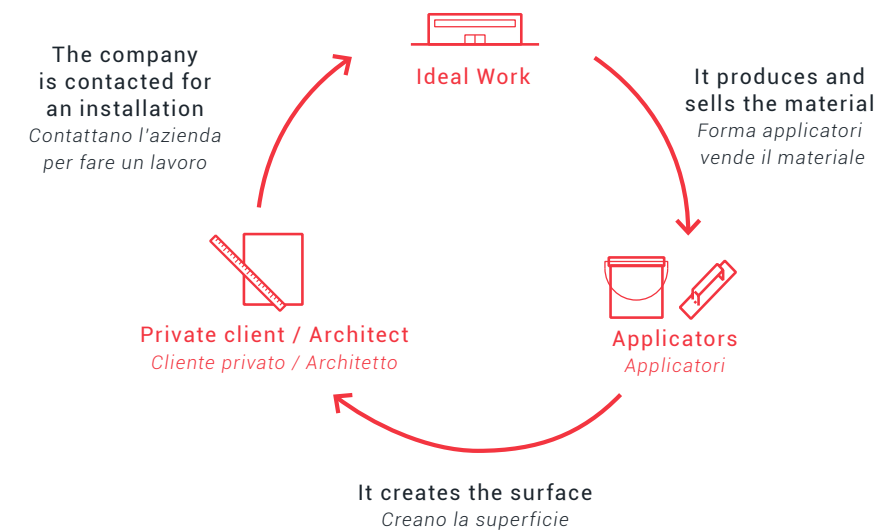 Ideal Work
The company
is contacted for
an installation
Contattano l'azienda
per fare un lavoro
It produces and
sells the material
Forma applicatori
vende il materiale
Private client / Architect
Cliente privato / Architetto
Applicators
Applicatori
It creates the surface
Creano la superficie